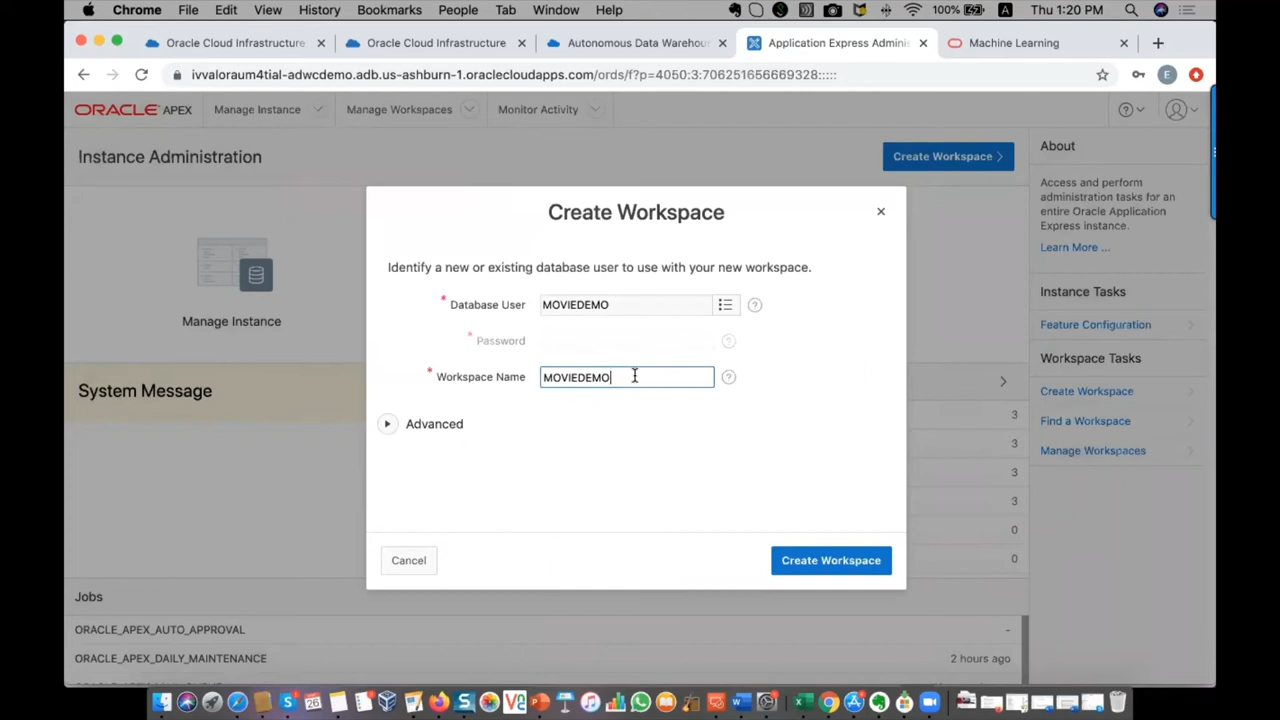 Chrome File Edit View History Bookmarks People Tab Window Help 100% A Thu 1:20 PM
Oracle Cloud Infrastructure × Oracle Cloud Infrastructure × Autonomous Data Warehou × Application Express Adminis × Machine Learning × +
ivvaloraum4tial-adwcdemo.adb.us-ashburn-1.oraclecloudapps.com/ords/f?p=4050:3:706251656669328::::: E
ORACLE APEX Manage Instance Manage Workspaces Monitor Activity ?
Instance Administration
Create Workspace >
About
Access and perform
administration tasks for an
entire Oracle Application
Express instance.
Learn More ...
Manage Instance
Instance Tasks
Feature Configuration
Workspace Tasks
Create Workspace
Find a Workspace
Manage Workspaces
System Message
3
3
3
3
0
0
Create Workspace
×
Identify a new or existing database user to use with your new workspace.
* Database User MOVIEDEMO ?
* Password ?
* Workspace Name MOVIEDEMO ?
Advanced
Cancel Create Workspace
Jobs
ORACLE_APEX_AUTO_APPROVAL -
ORACLE_APEX_DAILY_MAINTENANCE 2 hours ago